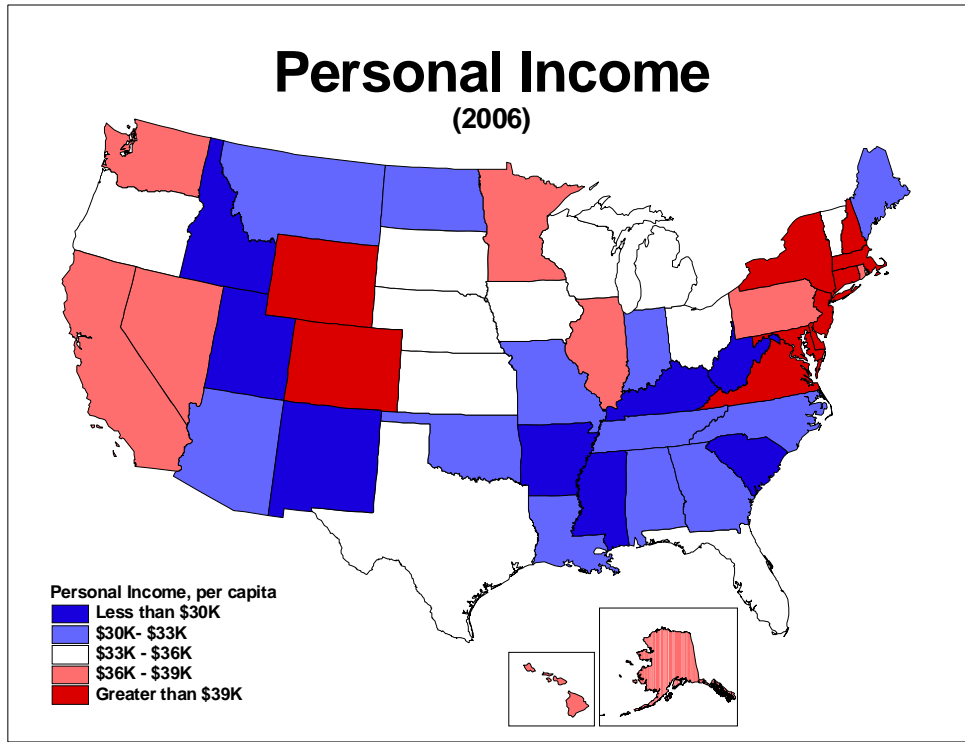 Personal Income
(2006)
Personal Income, per capita
Less than $30K
$30K- $33K
$33K - $36K
$36K - $39K
Greater than $39K